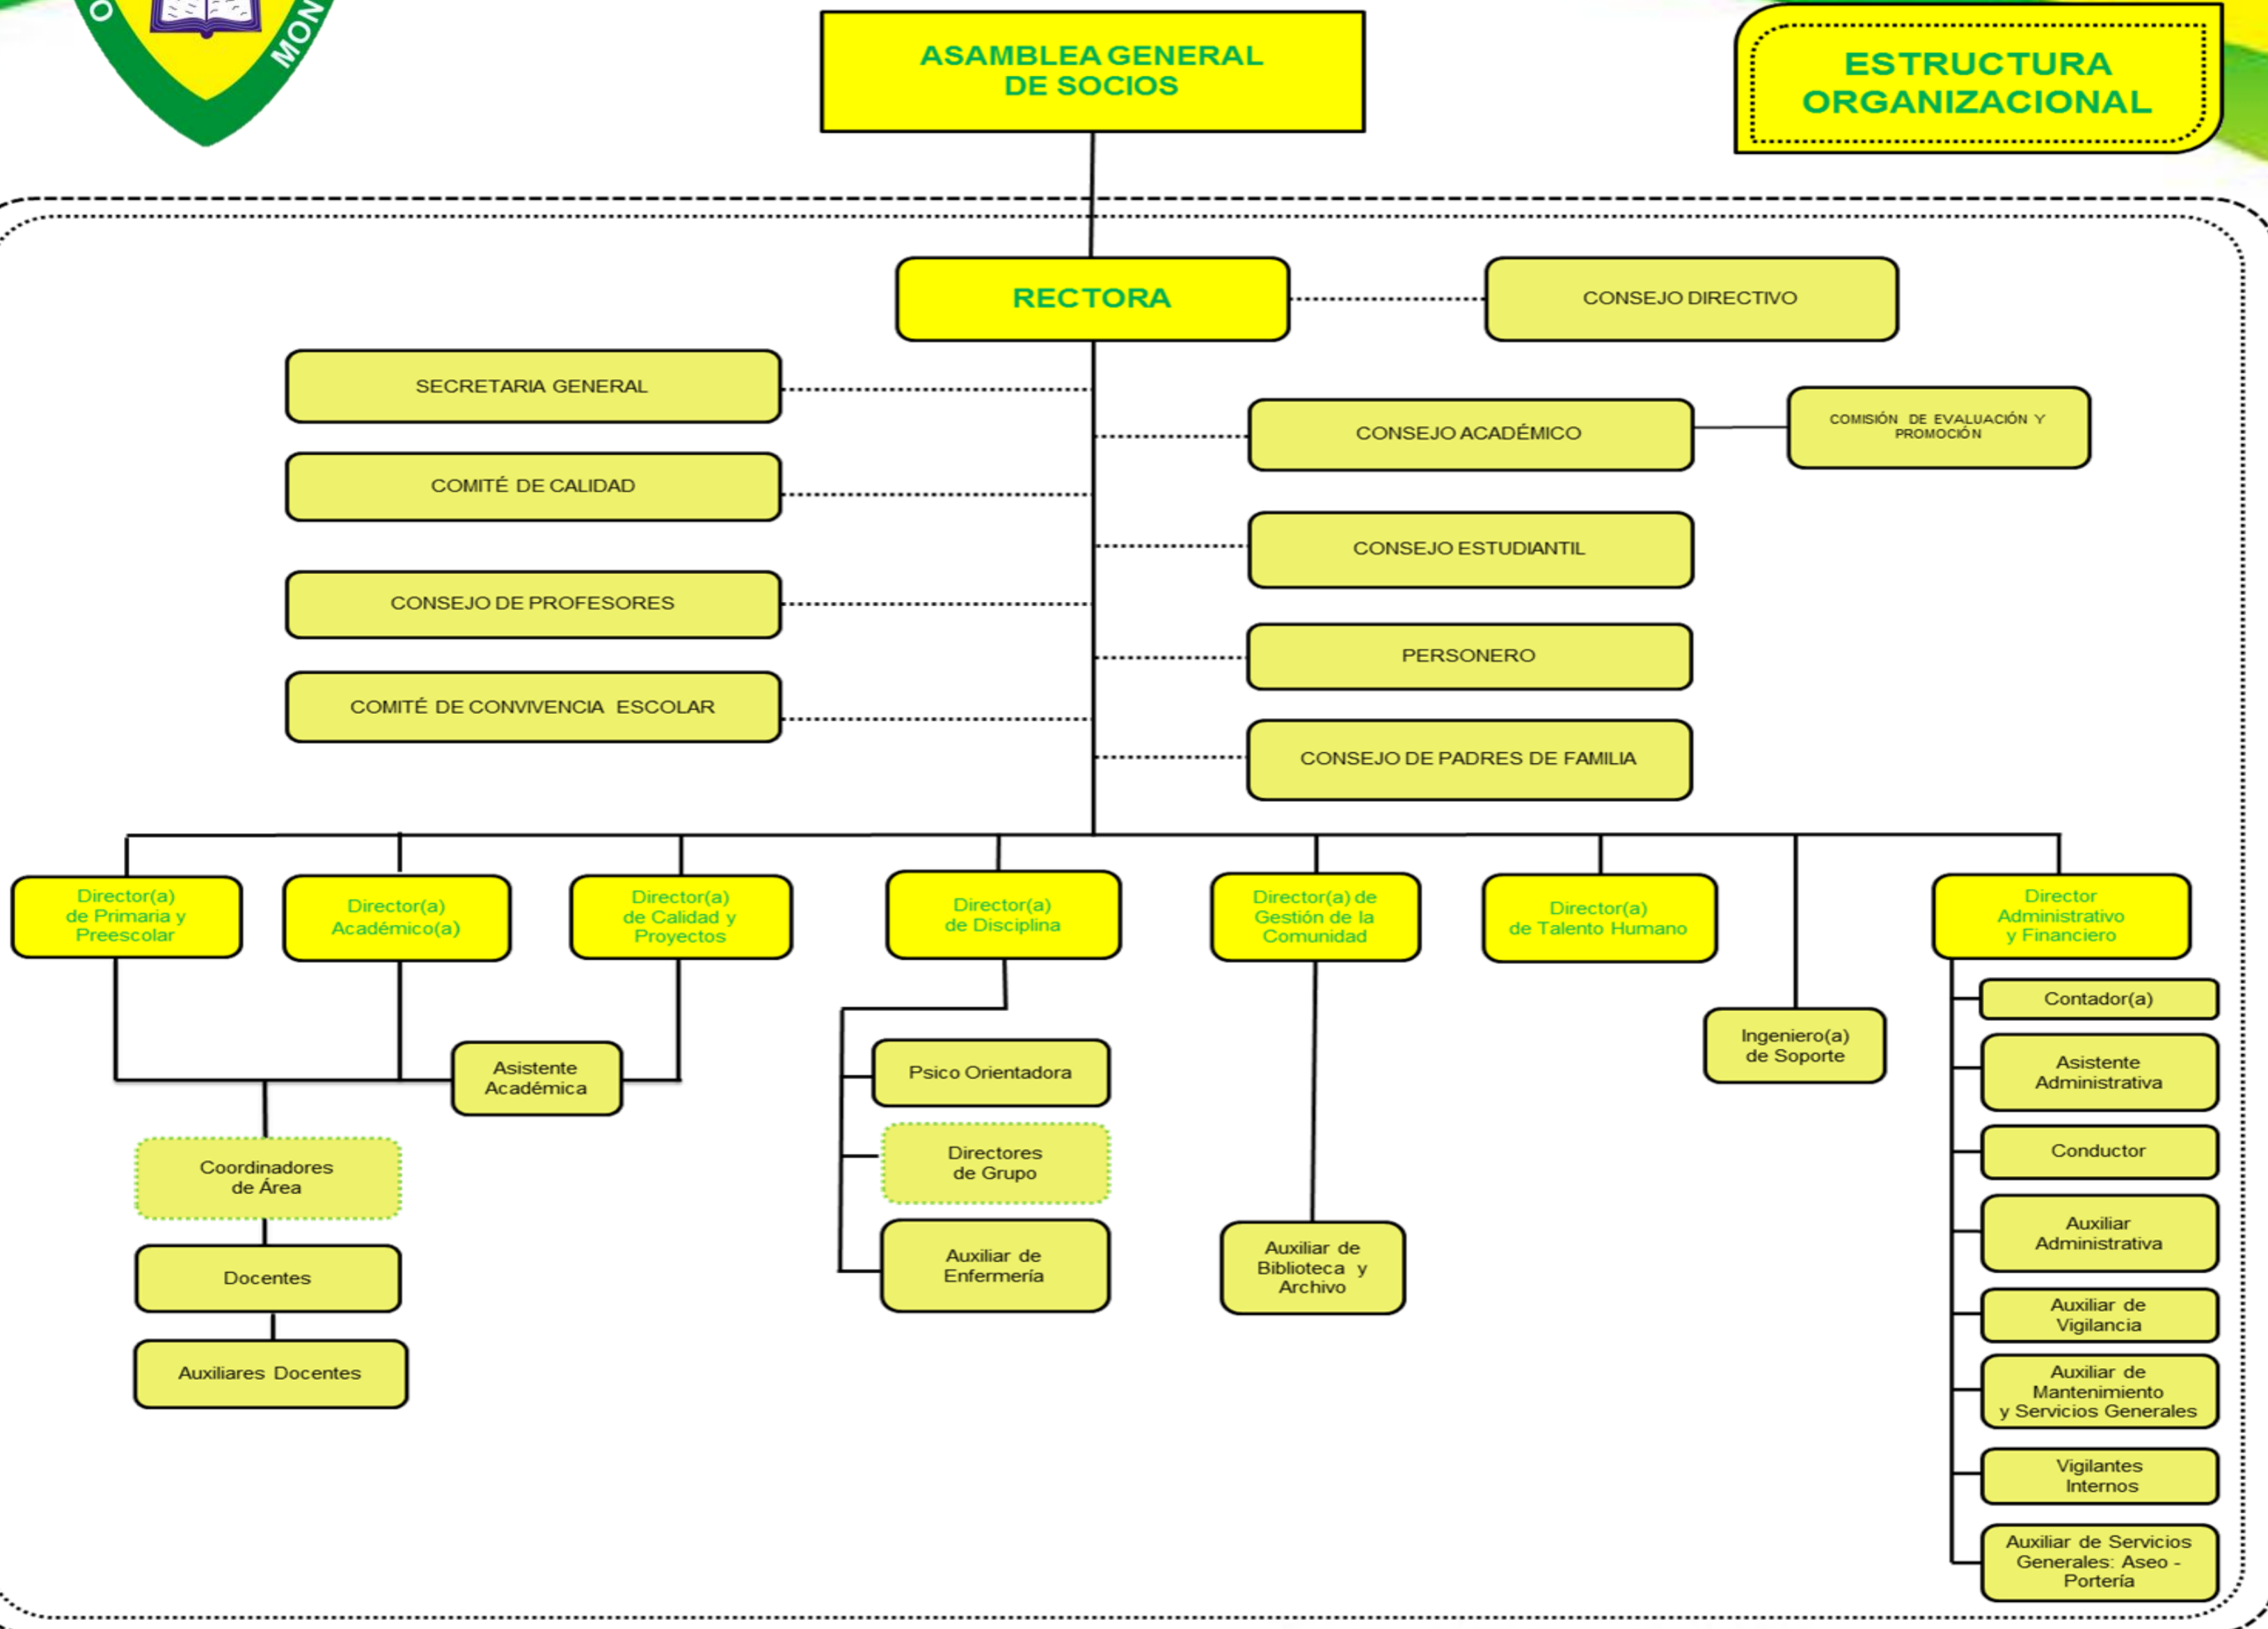 O
MON
ASAMBLEA GENERAL
DE SOCIOS
ESTRUCTURA
ORGANIZACIONAL
RECTORA
CONSEJO DIRECTIVO
SECRETARIA GENERAL
CONSEJO ACADÉMICO
COMISIÓN DE EVALUACIÓN Y
PROMOCIÓN
COMITÉ DE CALIDAD
CONSEJO ESTUDIANTIL
CONSEJO DE PROFESORES
PERSONERO
COMITÉ DE CONVIVENCIA ESCOLAR
CONSEJO DE PADRES DE FAMILIA
Director(a)
de Primaria y
Preescolar
Director(a)
Académico(a)
Director(a)
de Calidad y
Proyectos
Director(a)
de Disciplina
Director(a) de
Gestión de la
Comunidad
Director(a)
de Talento Humano
Director
Administrativo
y Financiero
Asistente
Académica
Coordinadores
de Área
Docentes
Auxiliares Docentes
Psico Orientadora
Directores
de Grupo
Auxiliar de
Enfermería
Auxiliar de
Biblioteca y
Archivo
Ingeniero(a)
de Soporte
Contador(a)
Asistente
Administrativa
Conductor
Auxiliar
Administrativa
Auxiliar de
Vigilancia
Auxiliar de
Mantenimiento
y Servicios Generales
Vigilantes
Internos
Auxiliar de Servicios
Generales: Aseo -
Portería